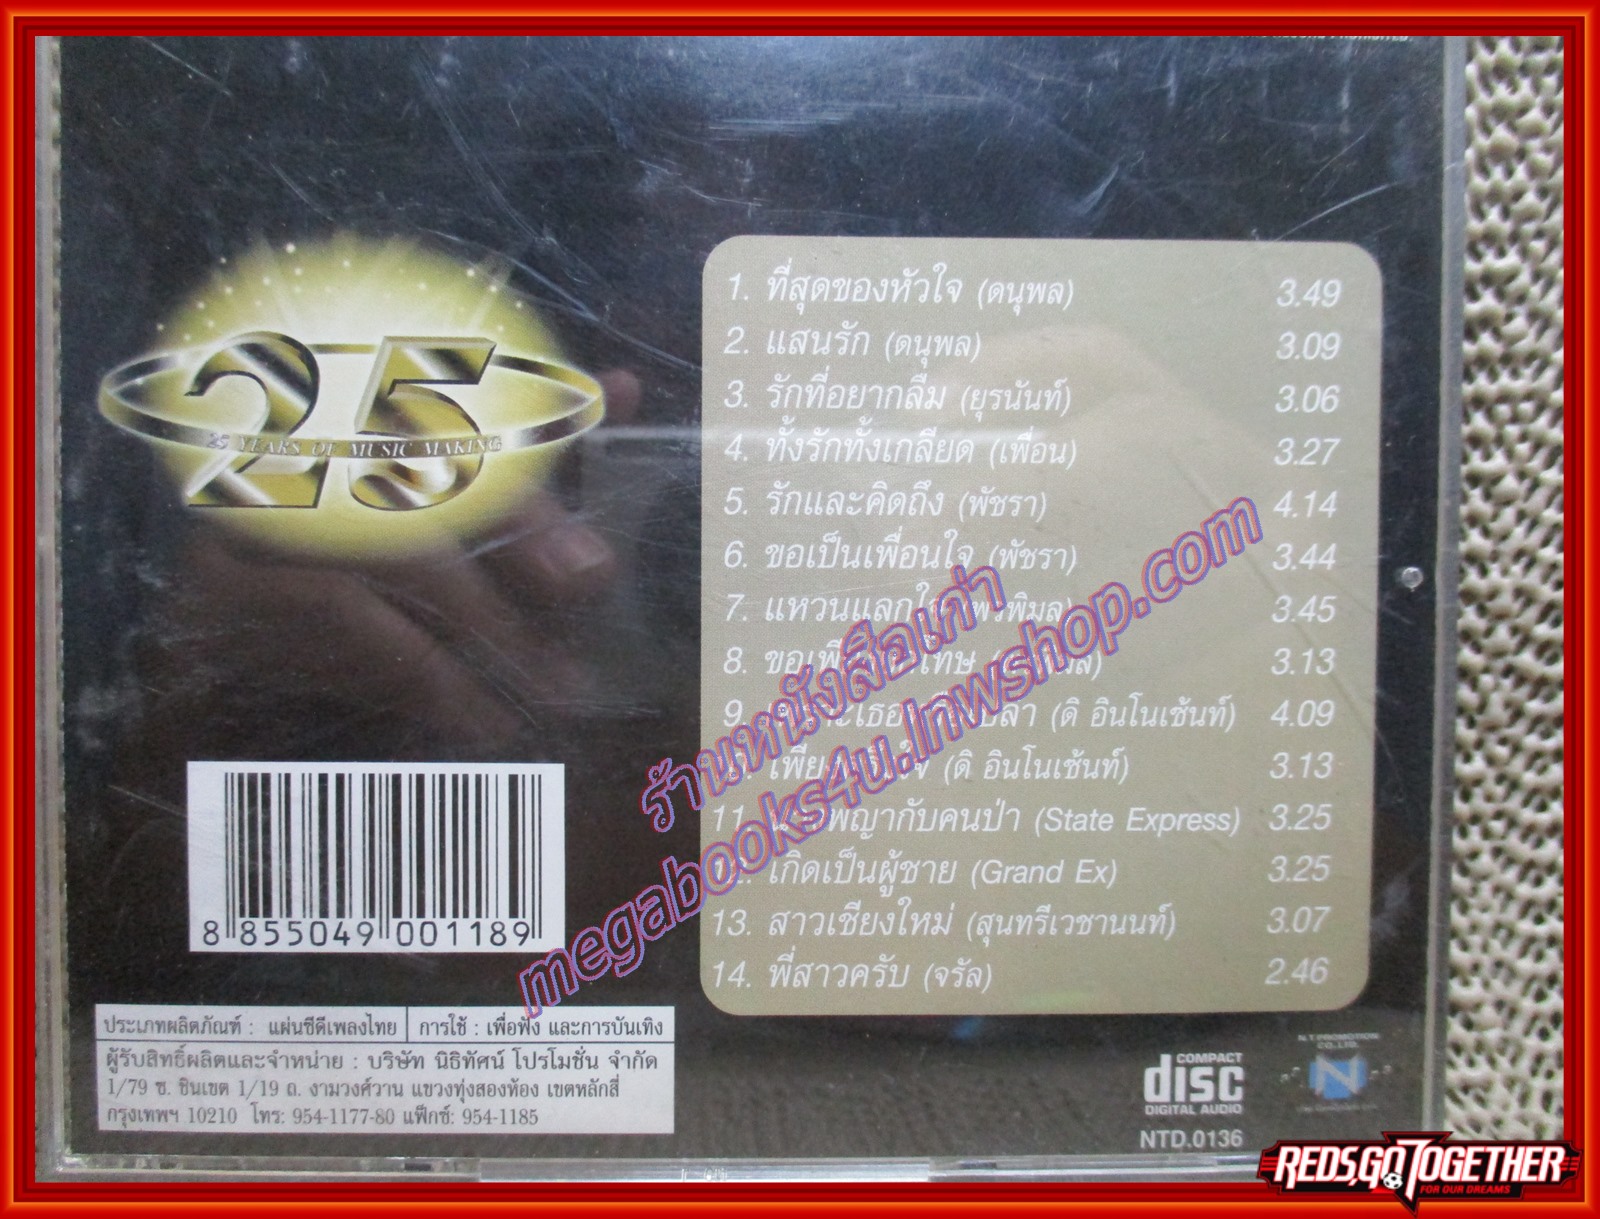 25
25 YEARS OF MUSIC MAKING
1. ที่สุดของหัวใจ (ดนุพล) 3.49
2. แสนรัก (ดนุพล) 3.09
3. รักที่อยากลืม (ยุรนันท์) 3.06
4. ทั้งรักทั้งเกลียด (เพื่อน) 3.27
5. รักและคิดถึง (พัชรา) 4.14
6. ขอเป็นเพื่อนใจ (พัชรา) 3.44
7. แหวนแลกใจ 3.45
8. 3.13
9. (ดิ อินโนเซ้นท์) 4.09
(ดิ อินโนเซ้นท์) 3.13
11. (State Express) 3.25
12. เกิดเป็นผู้ชาย (Grand Ex) 3.25
13. สาวเชียงใหม่ (สุนทรีเวชานนท์) 3.07
14. พี่สาวครับ (จรัล) 2.46
ร้านหนังสือเก่า
megabooks4u.lnwshop.com
8 855049 001189
ประเภทผลิตภัณฑ์ : แผ่นซีดีเพลงไทย การใช้ : เพื่อฟัง และการบันเทิง
ผู้รับสิทธิ์ผลิตและจำหน่าย : บริษัท นิธิทัศน์ โปรโมชั่น จำกัด
1/79 ซ. ชินเขต 1/19 ถ. งามวงศ์วาน แขวงทุ่งสองห้อง เขตหลักสี่
กรุงเทพฯ 10210 โทร: 954-1177-80 แฟ็กซ์: 954-1185
COMPACT
disc
DIGITAL AUDIO
NTD.0136
N.T.PROMOTION
CO.,LTD.
N
REDS,GO TOGETHER
FOR OUR DREAMS